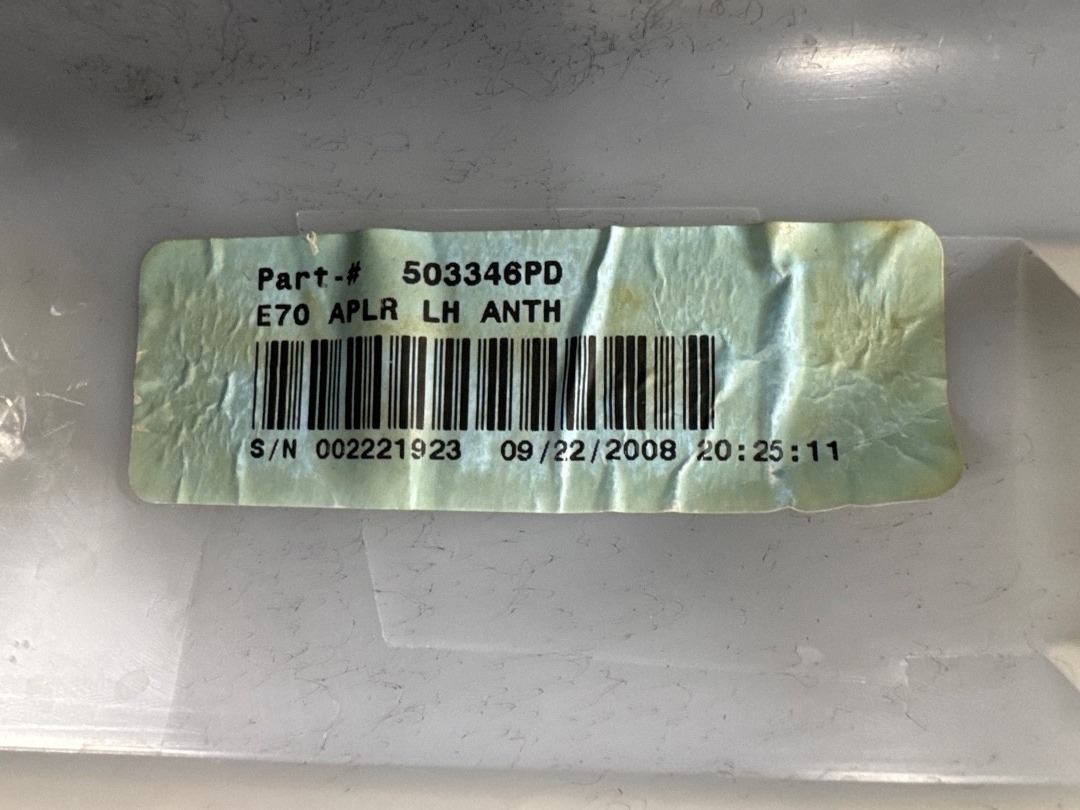 Part-# 503346PD
E70 APLR LH ANTH
S/N 002221923 09/22/2008 20:25:11